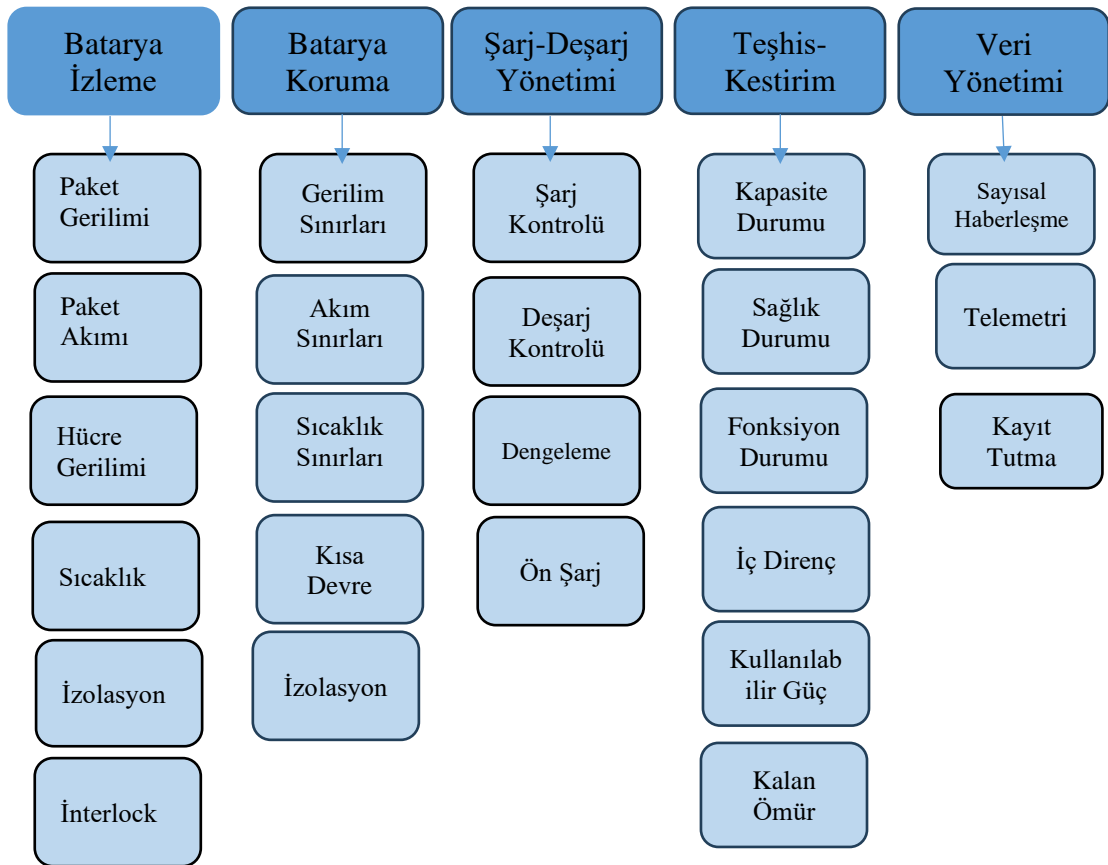 Batarya
İzleme
Paket
Gerilimi
Paket
Akımı
Hücre
Gerilimi
Sıcaklık
İzolasyon
İnterlock
Batarya
Koruma
Gerilim
Sınırları
Akım
Sınırları
Sıcaklık
Sınırları
Kısa
Devre
İzolasyon
Şarj-Deşarj
Yönetimi
Şarj
Kontrolü
Deşarj
Kontrolü
Dengeleme
Ön Şarj
Teşhis-
Kestirim
Kapasite
Durumu
Sağlık
Durumu
Fonksiyon
Durumu
İç Direnç
Kullanılab
ilir Güç
Kalan
Ömür
Veri
Yönetimi
Sayısal
Haberleşme
Telemetri
Kayıt
Tutma